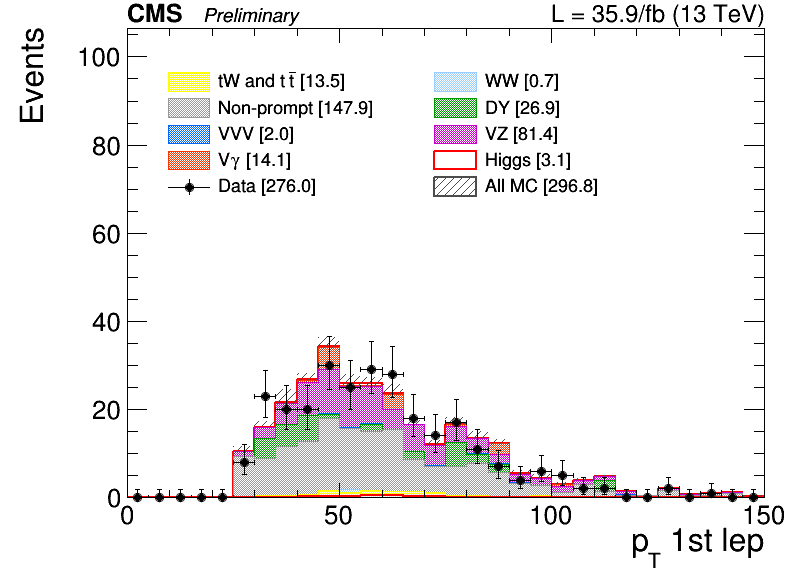 CMS Preliminary L = 35.9/fb (13 TeV)
Events
100
80
60
40
20
0
tW and tt̄ [13.5]
Non-prompt [147.9]
VVV [2.0]
Vγ [14.1]
Data [276.0]
WW [0.7]
DY [26.9]
VZ [81.4]
Higgs [3.1]
All MC [296.8]
0 50 100 150
p_T 1st lep